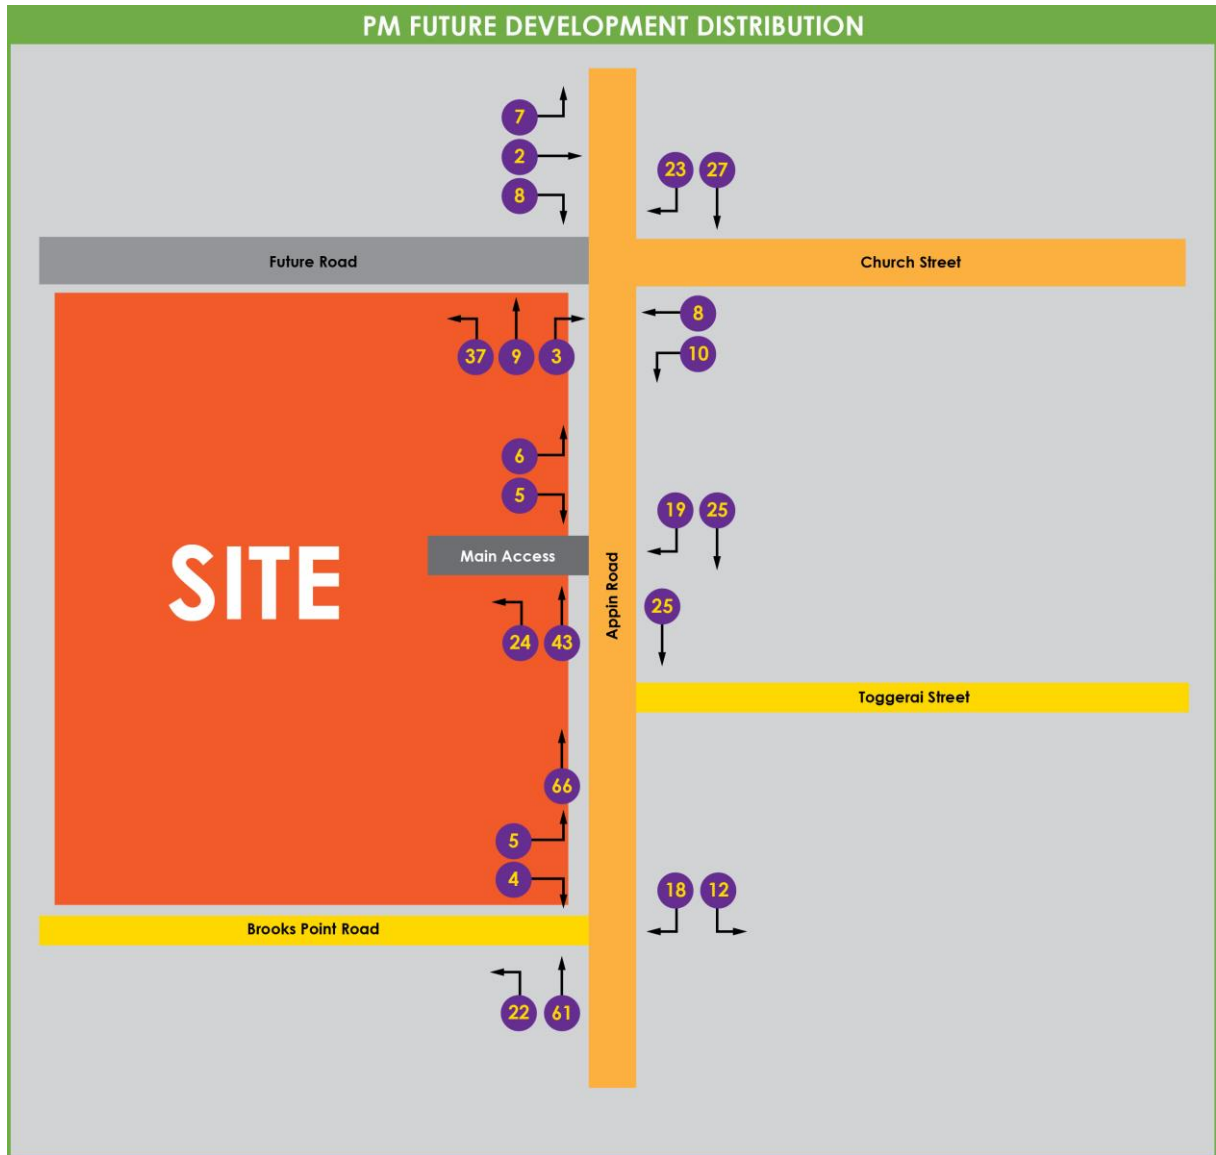 PM FUTURE DEVELOPMENT DISTRIBUTION
7
2
23 27
8
Future Road
Church Street
8
37 9 3
10
6
5
19 25
Main Access
SITE
Appin Road
25
24 43
Toggerai Street
66
5
4
18 12
Brooks Point Road
22 61